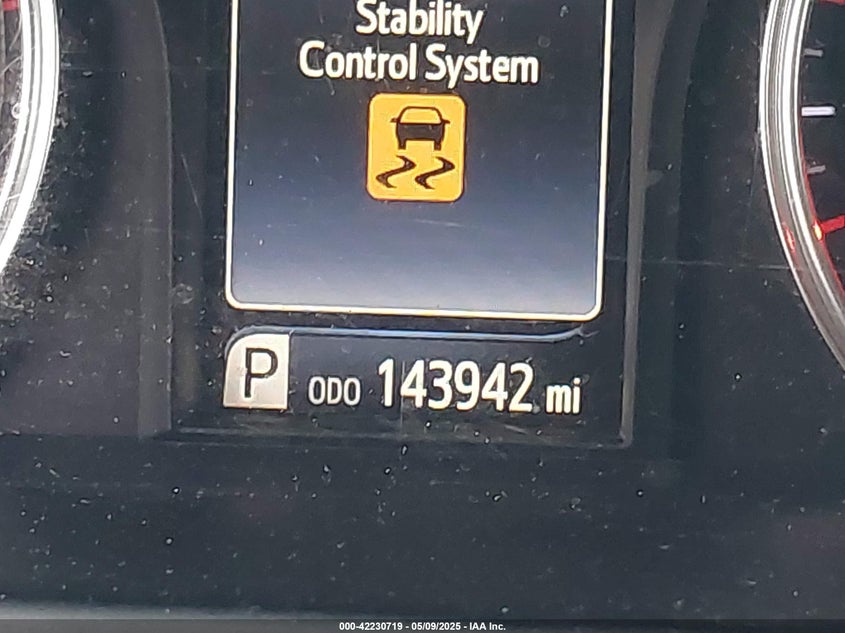 Stability
Control System
P ODO 143942 mi
000-42230719 - 05/09/2025 - IAA Inc.